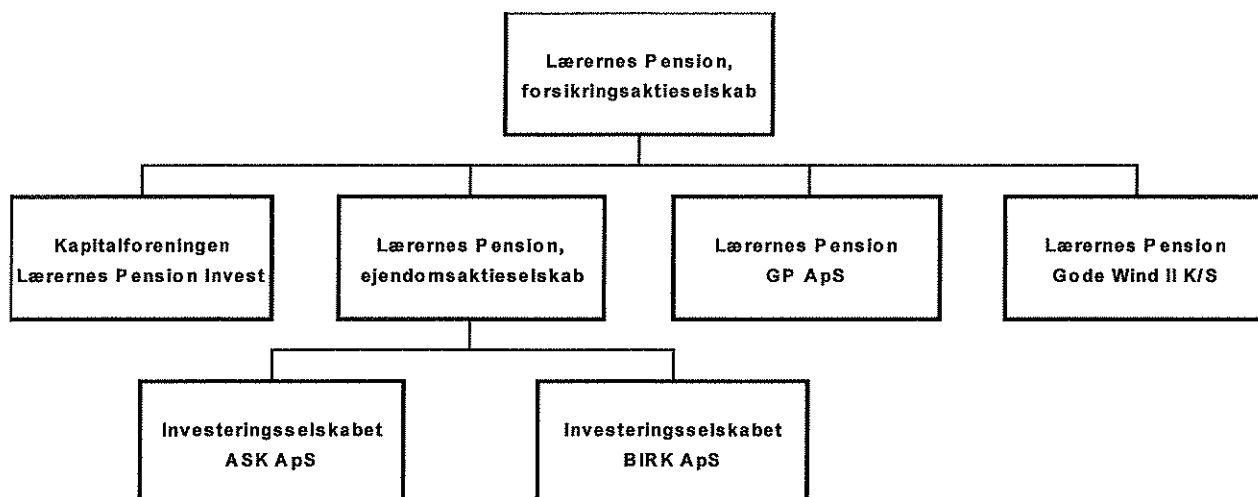 Lærernes Pension,
forsikringsaktieselskab
Kapitalforeningen
Lærernes Pension Invest
Lærernes Pension,
ejendomsaktieselskab
Lærernes Pension
GP ApS
Lærernes Pension
Gode Wind II K/S
Investeringsselskabet
ASK ApS
Investeringsselskabet
BIRK ApS